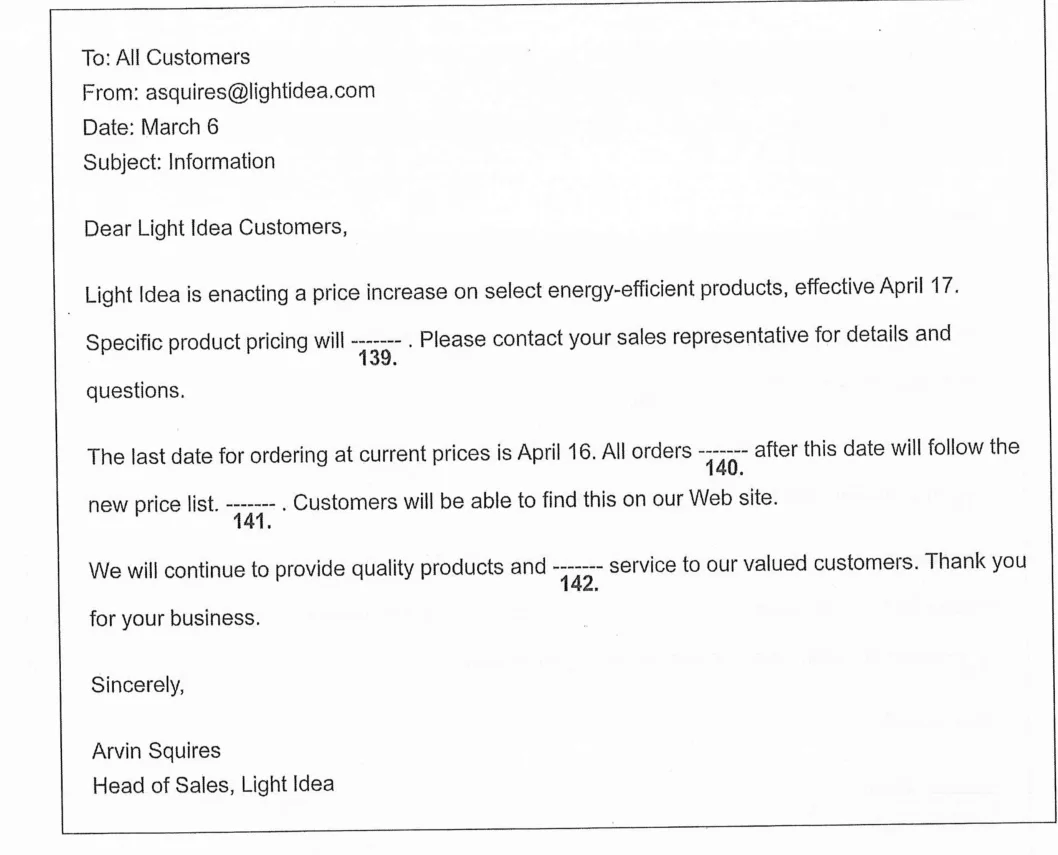 To: All Customers
From: asquires@lightidea.com
Date: March 6
Subject: Information
Dear Light Idea Customers,
Light Idea is enacting a price increase on select energy-efficient products, effective April 17.
Specific product pricing will ------- . Please contact your sales representative for details and
139.
questions.
The last date for ordering at current prices is April 16. All orders ------- after this date will follow the
140.
new price list. ------- . Customers will be able to find this on our Web site.
141.
We will continue to provide quality products and ------- service to our valued customers. Thank you
142.
for your business.
Sincerely,
Arvin Squires
Head of Sales, Light Idea